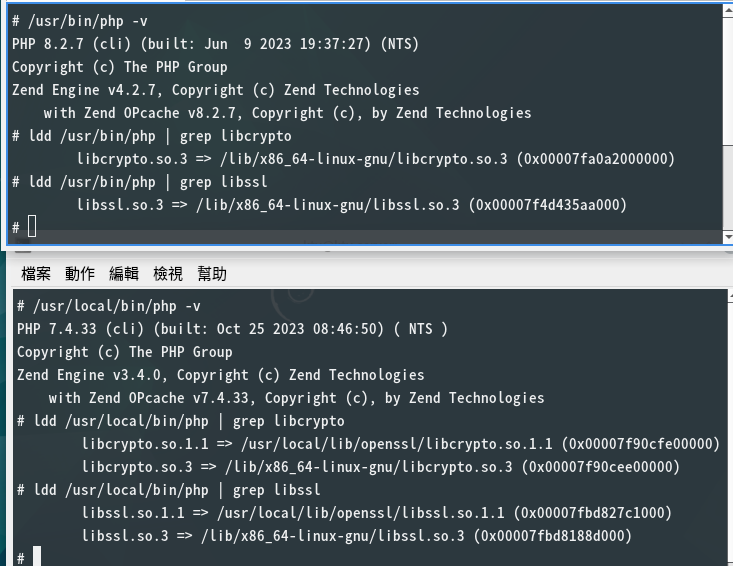 # /usr/bin/php -v
PHP 8.2.7 (cli) (built: Jun  9 2023 19:37:27) (NTS)
Copyright (c) The PHP Group
Zend Engine v4.2.7, Copyright (c) Zend Technologies
    with Zend OPcache v8.2.7, Copyright (c), by Zend Technologies
# ldd /usr/bin/php | grep libcrypto
        libcrypto.so.3 => /lib/x86_64-linux-gnu/libcrypto.so.3 (0x00007fa0a2000000)
# ldd /usr/bin/php | grep libssl
        libssl.so.3 => /lib/x86_64-linux-gnu/libssl.so.3 (0x00007f4d435aa000)
#
檔案 動作 編輯 檢視 幫助
# /usr/local/bin/php -v
PHP 7.4.33 (cli) (built: Oct 25 2023 08:46:50) ( NTS )
Copyright (c) The PHP Group
Zend Engine v3.4.0, Copyright (c) Zend Technologies
    with Zend OPcache v7.4.33, Copyright (c), by Zend Technologies
# ldd /usr/local/bin/php | grep libcrypto
        libcrypto.so.1.1 => /usr/local/lib/openssl/libcrypto.so.1.1 (0x00007f90cfe00000)
        libcrypto.so.3 => /lib/x86_64-linux-gnu/libcrypto.so.3 (0x00007f90cee00000)
# ldd /usr/local/bin/php | grep libssl
        libssl.so.1.1 => /usr/local/lib/openssl/libssl.so.1.1 (0x00007fbd827c1000)
        libssl.so.3 => /lib/x86_64-linux-gnu/libssl.so.3 (0x00007fbd8188d000)
#